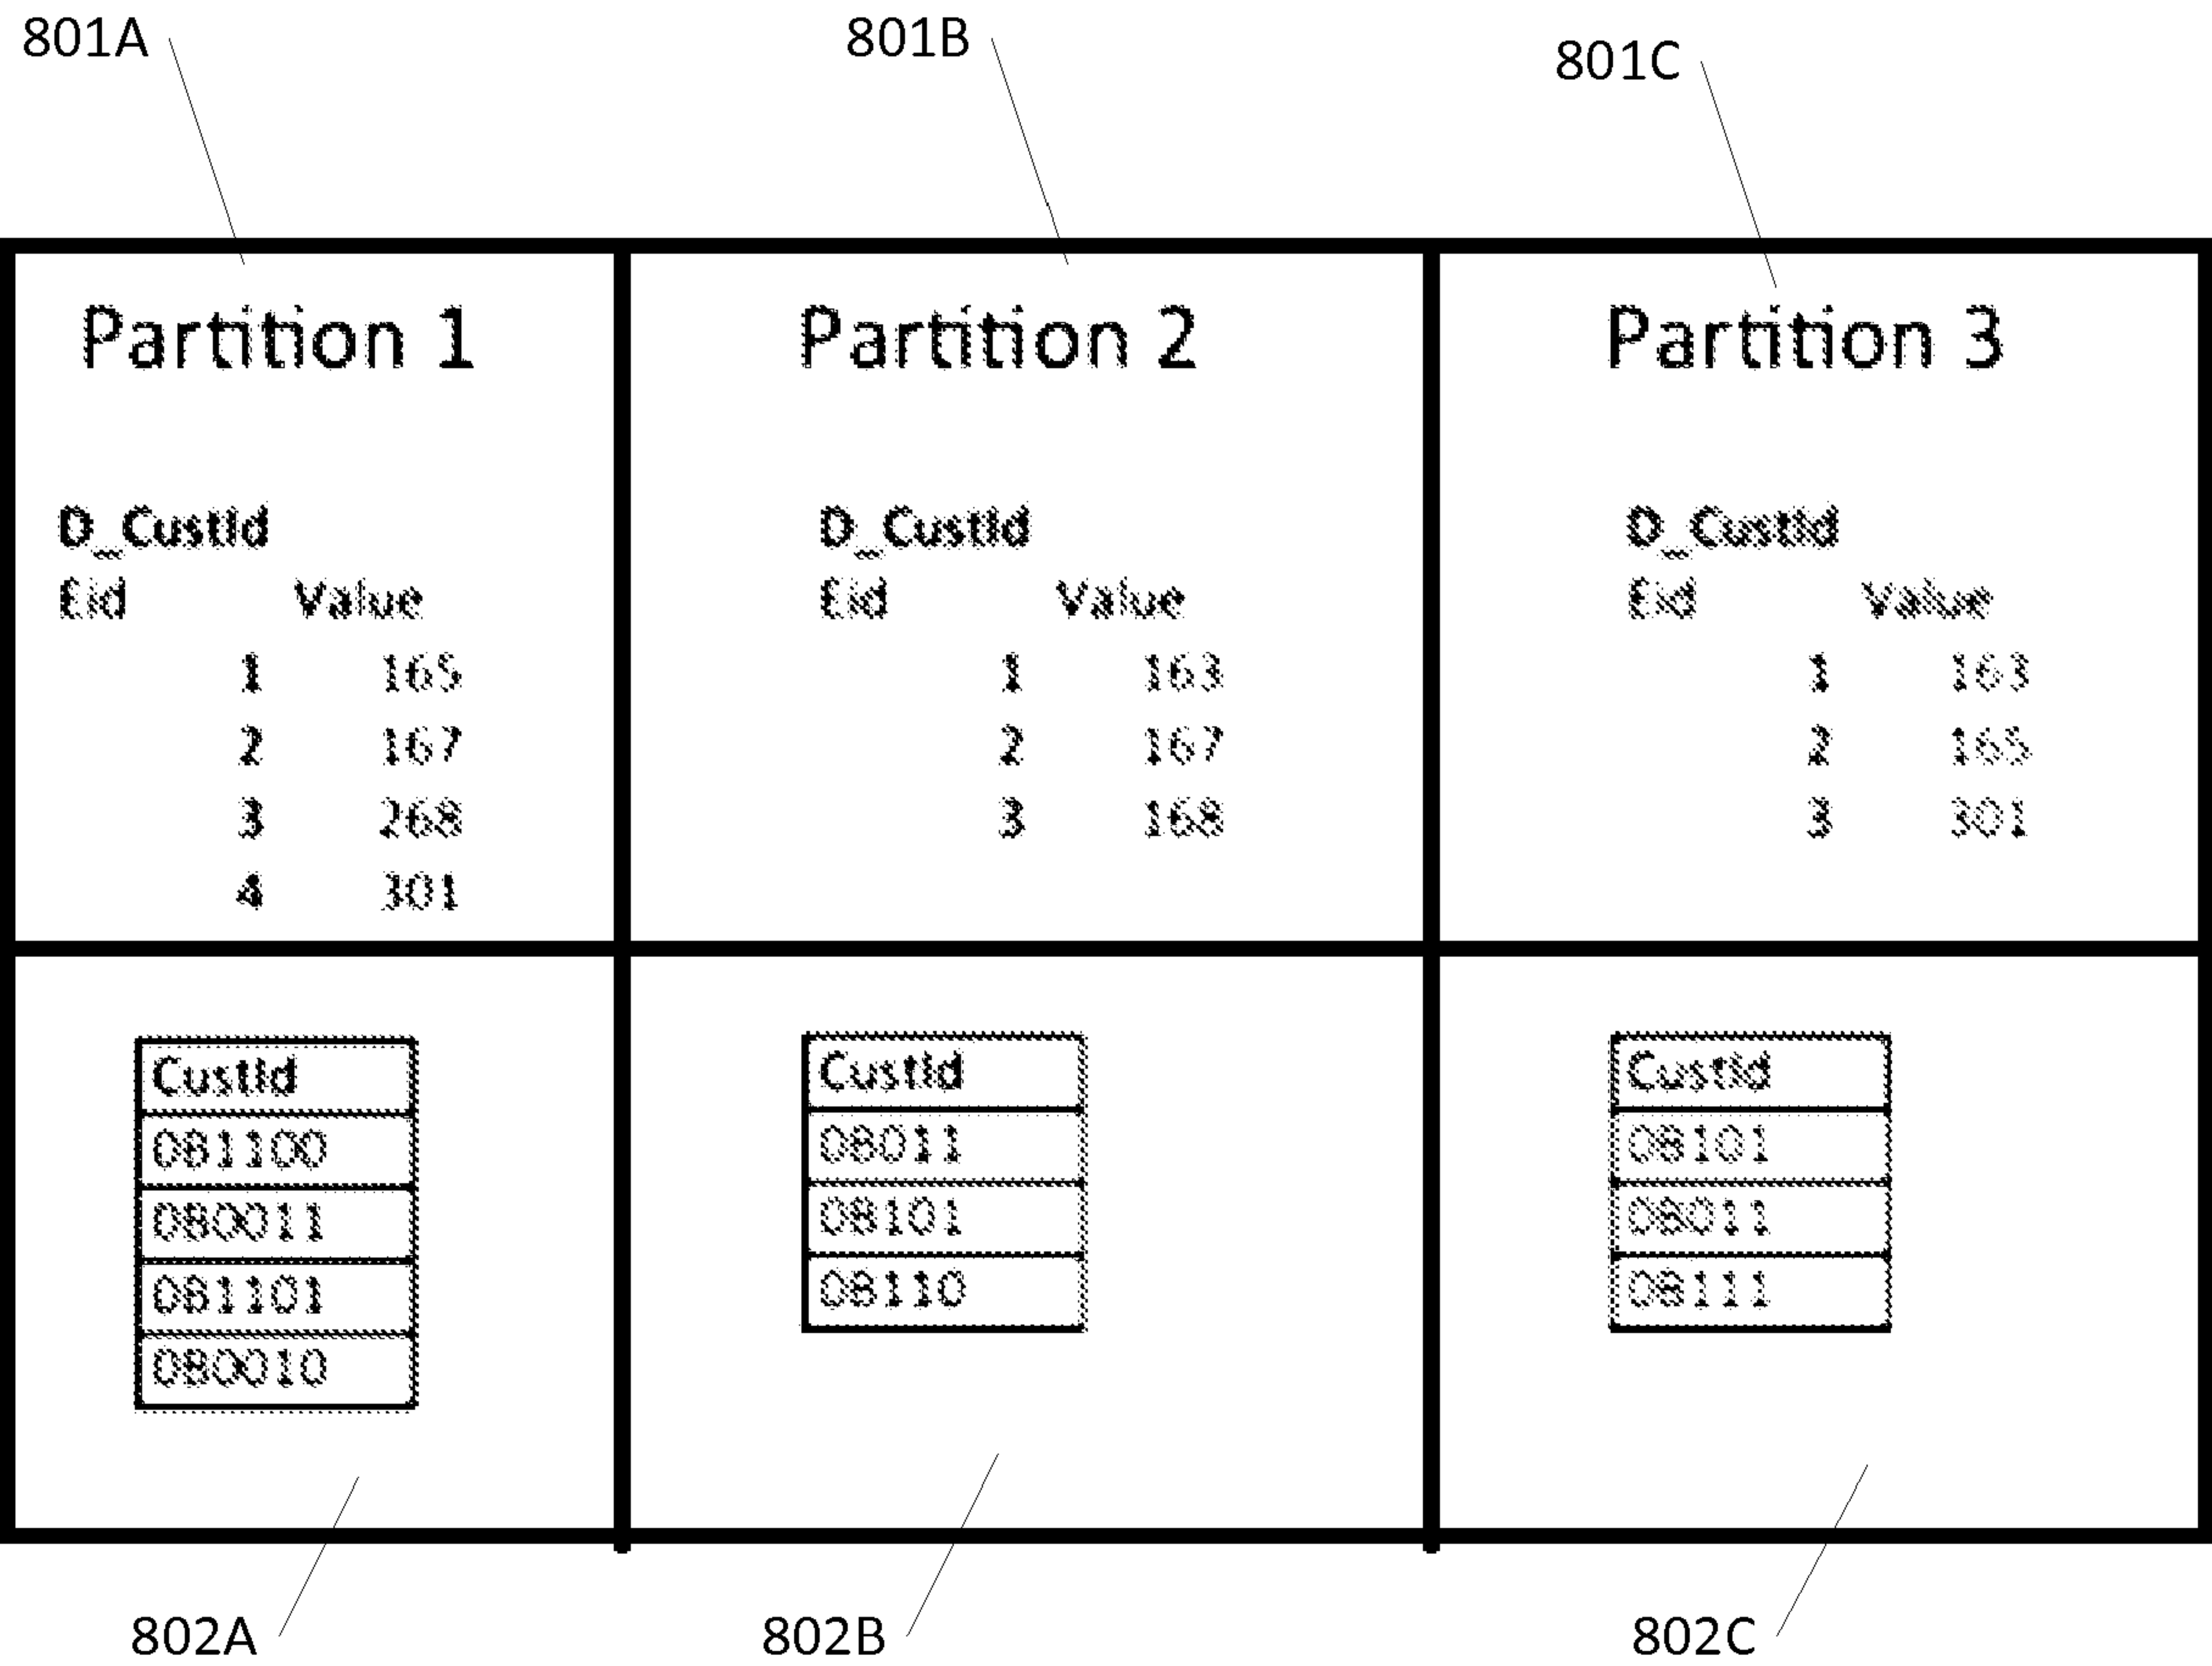 801A 801B 801C
Partition 1 Partition 2 Partition 3
D_CustId D_CustId D_CustId
Eid Value Eid Value Eid Value
1 165 1 163 1 163
2 167 2 167 2 165
3 268 3 168 3 301
4 301
CustId CustId CustId
0B1100 0B011 0B101
0B0011 0B101 0B011
0B1101 0B110 0B111
0B0010
802A 802B 802C